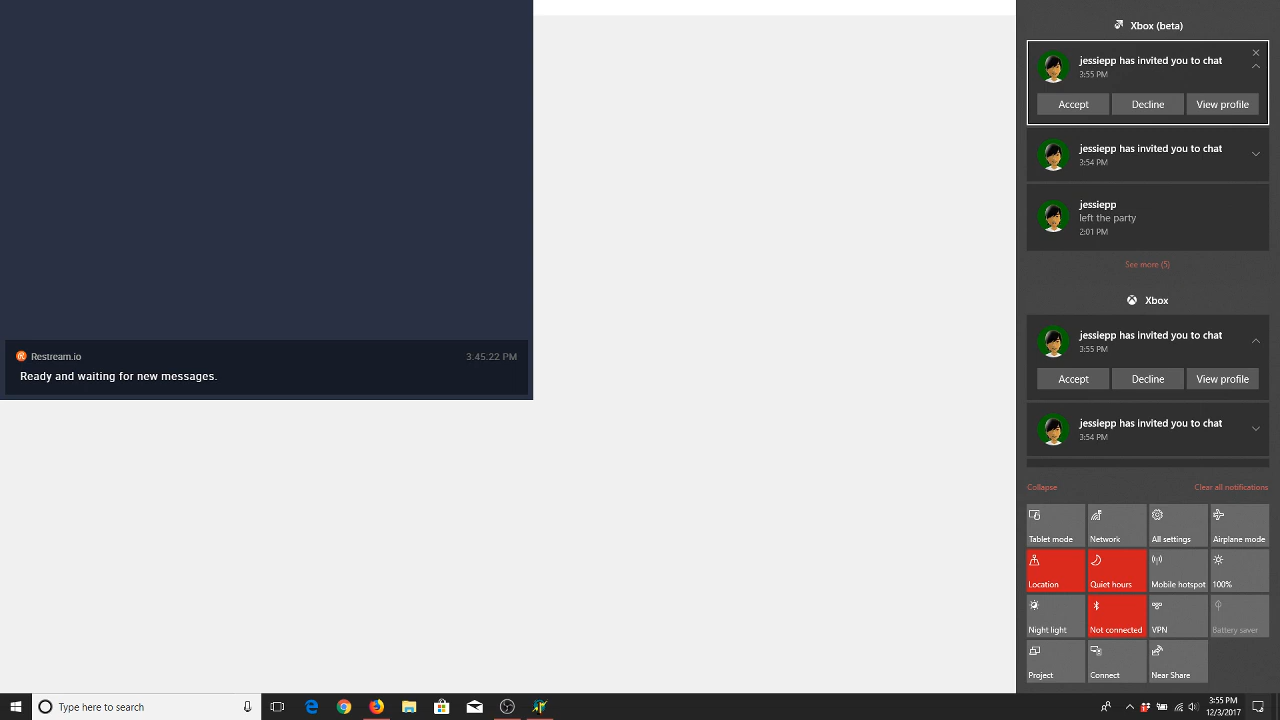 Restream.io
3.45.22 PM
Ready and waiting for new messages.
Xbox (beta)
jessiepp has invited you to chat
3:55 PM
Accept
Decline
View profile
jessiepp has invited you to chat
3:54 PM
jessiepp
left the party
2:01 PM
See more (5)
Xbox
jessiepp has invited you to chat
3:55 PM
Accept
Decline
View profile
jessiepp has invited you to chat
3:54 PM
Collapse
Clear all notifications
Tablet mode
Network
All settings
Airplane mode
Location
Quiet hours
Mobile hotspot
100%
Night light
Not connected
VPN
Battery saver
Project
Connect
Near Share
Type here to search
3:55 PM
12/3/2017